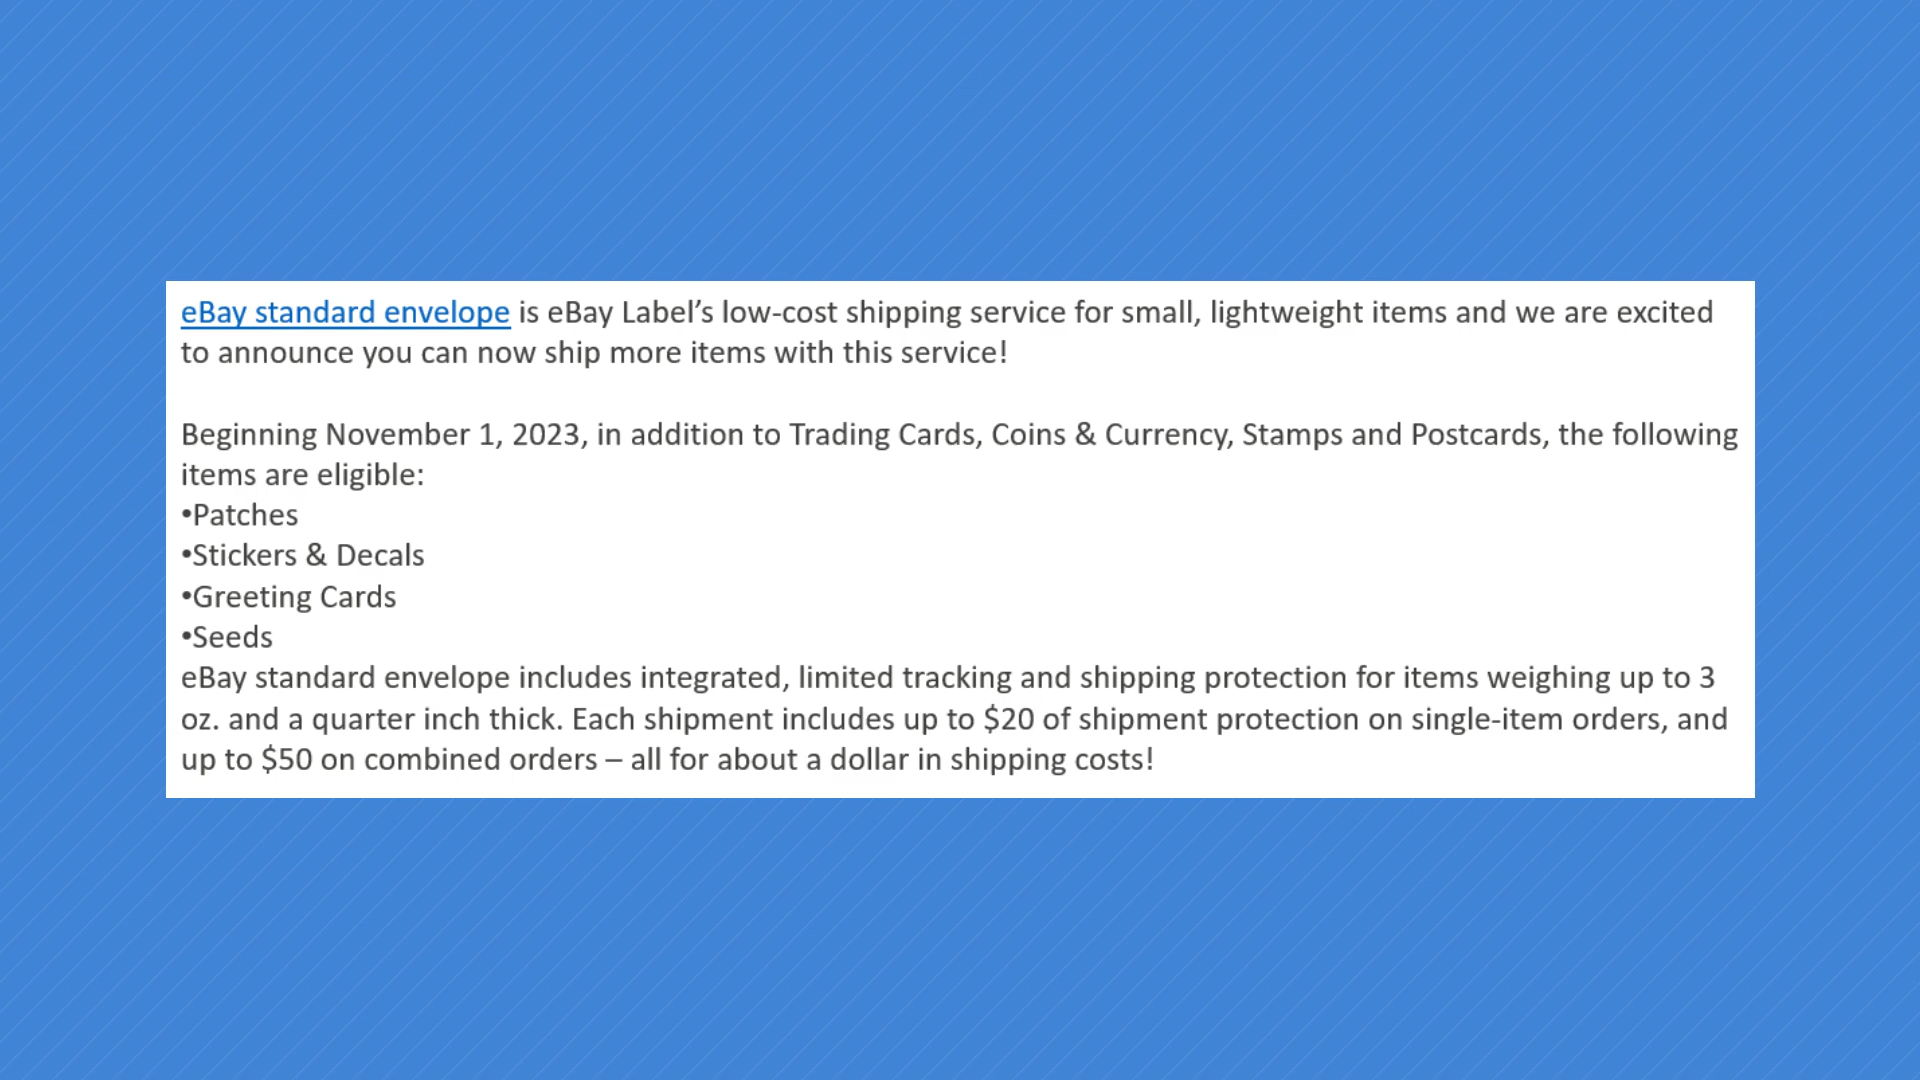 eBay standard envelope is eBay Label’s low-cost shipping service for small, lightweight items and we are excited
to announce you can now ship more items with this service!
Beginning November 1, 2023, in addition to Trading Cards, Coins & Currency, Stamps and Postcards, the following
items are eligible:
•Patches
•Stickers & Decals
•Greeting Cards
•Seeds
eBay standard envelope includes integrated, limited tracking and shipping protection for items weighing up to 3
oz. and a quarter inch thick. Each shipment includes up to $20 of shipment protection on single-item orders, and
up to $50 on combined orders – all for about a dollar in shipping costs!